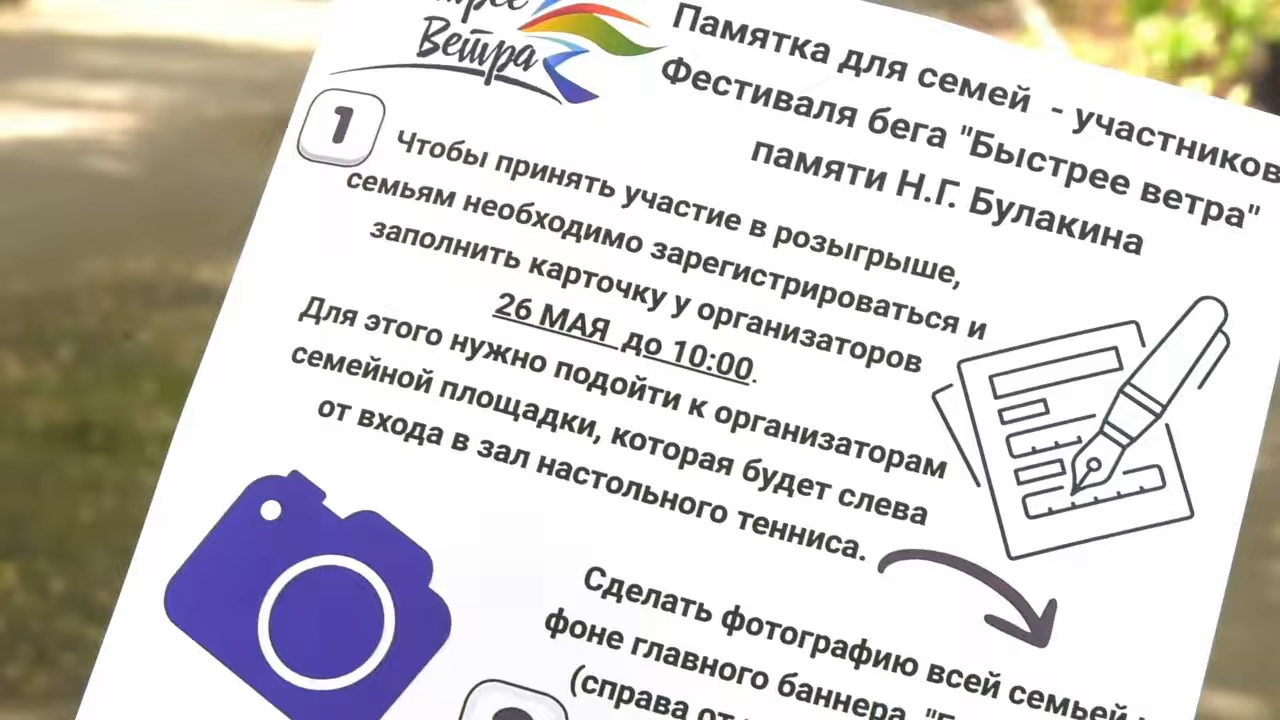 Ветра
Памятка для семей - участников
Фестиваля бега "Быстрее ветра"
памяти Н.Г. Булакина
1
Чтобы принять участие в розыгрыше,
семьям необходимо зарегистрироваться и
заполнить карточку у организаторов
26 МАЯ до 10:00.
Для этого нужно подойти к организаторам
семейной площадки, которая будет слева
от входа в зал настольного тенниса.
Сделать фотографию всей семьей
фоне главного баннера
(справа от